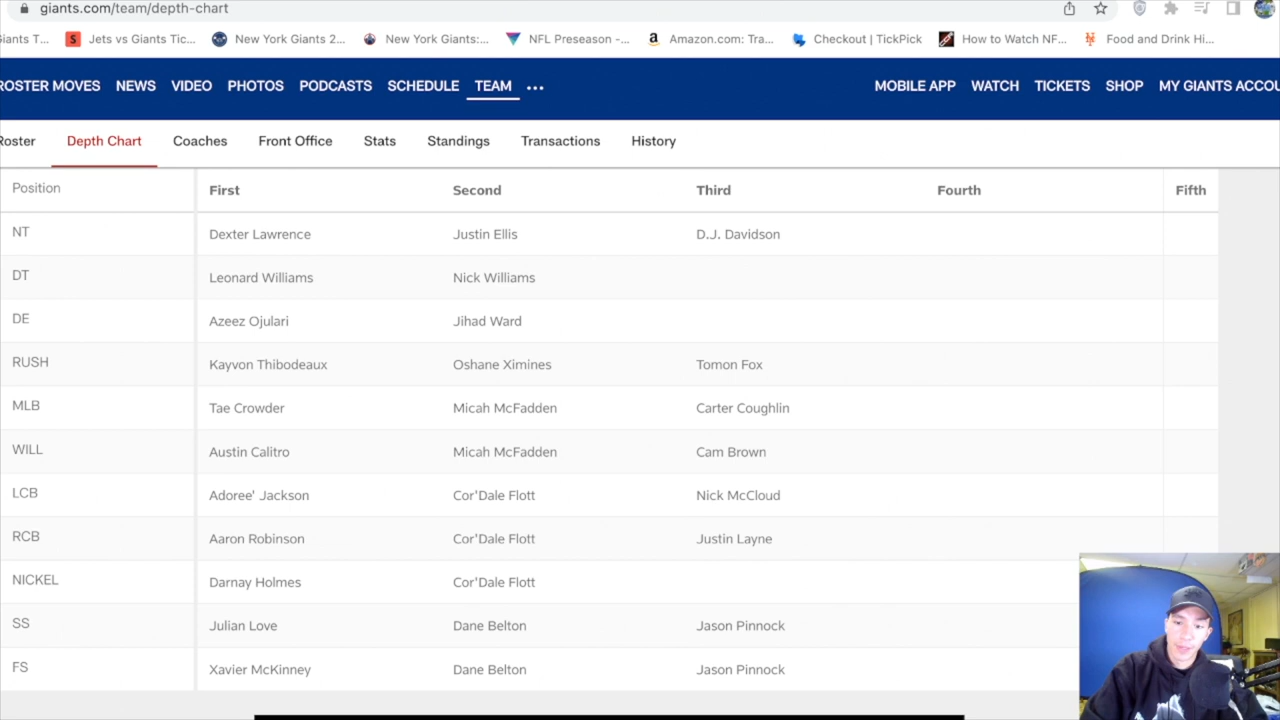 giants.com/team/depth-chart
Giants T... S Jets vs Giants Tic... New York Giants 2... New York Giants:... NFL Preseason -... a Amazon.com: Tra... Checkout | TickPick How to Watch NF... Food and Drink Hi...
ROSTER MOVES NEWS VIDEO PHOTOS PODCASTS SCHEDULE TEAM ... MOBILE APP WATCH TICKETS SHOP MY GIANTS ACCOU
Roster Depth Chart Coaches Front Office Stats Standings Transactions History
Position First Second Third Fourth Fifth
NT Dexter Lawrence Justin Ellis D.J. Davidson
DT Leonard Williams Nick Williams
DE Azeez Ojulari Jihad Ward
RUSH Kayvon Thibodeaux Oshane Ximines Tomon Fox
MLB Tae Crowder Micah McFadden Carter Coughlin
WILL Austin Calitro Micah McFadden Cam Brown
LCB Adoree' Jackson Cor'Dale Flott Nick McCloud
RCB Aaron Robinson Cor'Dale Flott Justin Layne
NICKEL Darnay Holmes Cor'Dale Flott
SS Julian Love Dane Belton Jason Pinnock
FS Xavier McKinney Dane Belton Jason Pinnock